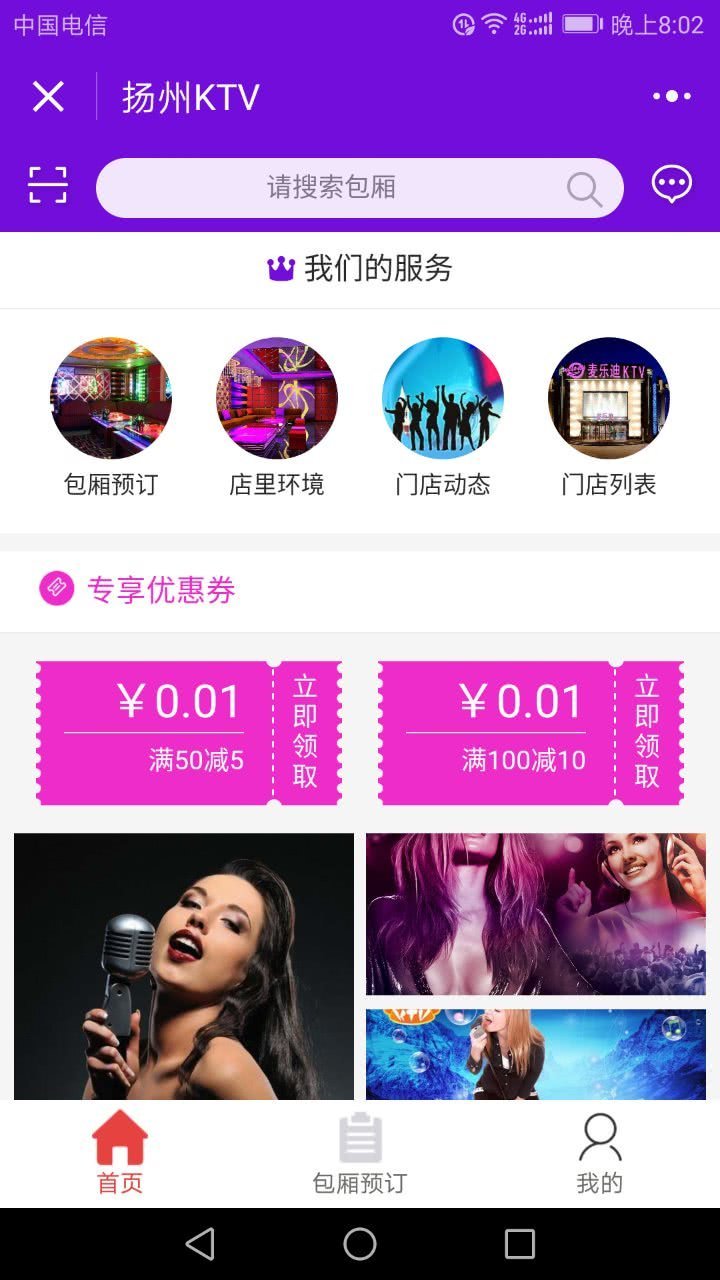 中国电信
4G
2G
晚上8:02
扬州KTV
请搜索包厢
我们的服务
麦乐迪KTV
麦乐迪
包厢预订
店里环境
门店动态
门店列表
专享优惠券
￥0.01
满50减5
立即领取
￥0.01
满100减10
立即领取
首页
包厢预订
我的